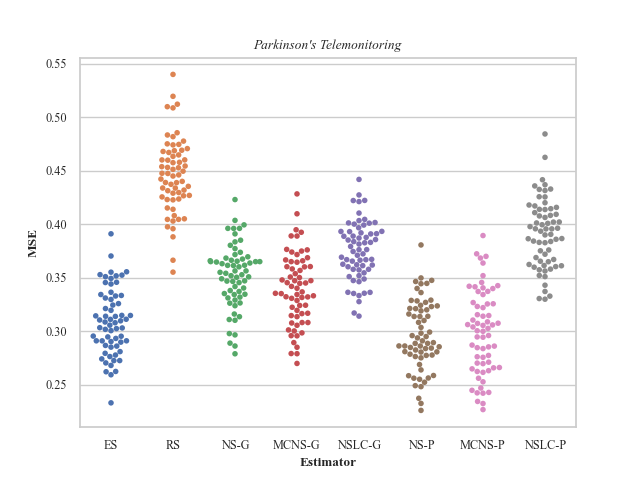 Parkinson's Telemonitoring
0.55
0.50
0.45
0.40
0.35
0.30
0.25
MSE
ES RS NS-G MCNS-G NSLC-G NS-P MCNS-P NSLC-P
Estimator